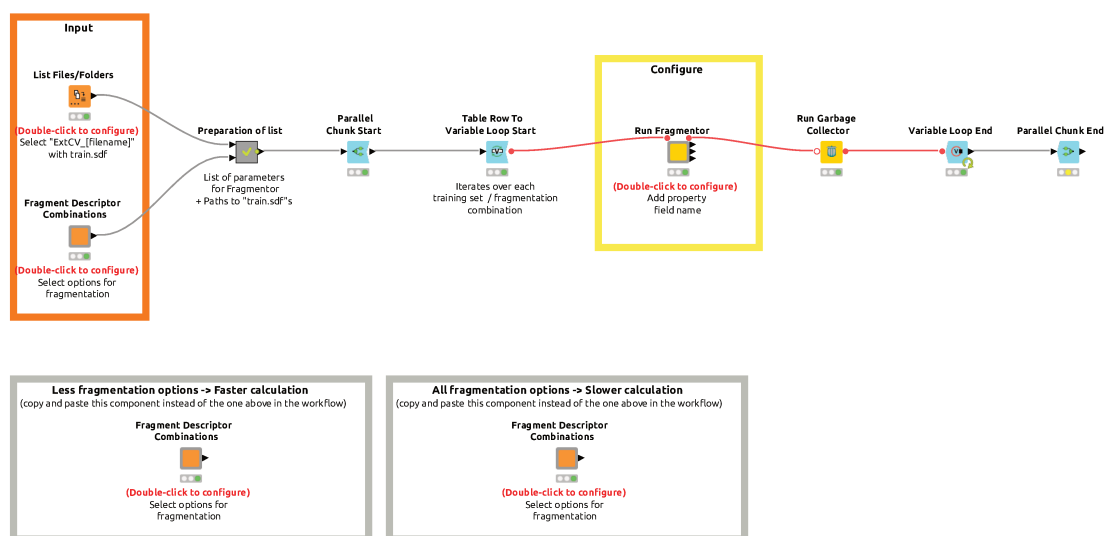 Input
List Files/Folders
(Double-click to configure)
Select "ExtCV_[filename]"
with train.sdf
Fragment Descriptor
Combinations
(Double-click to configure)
Select options for
fragmentation
Preparation of list
List of parameters
for Fragmentor
+ Paths to "train.sdf"s
Parallel
Chunk Start
Table Row To
Variable Loop Start
Iterates over each
training set / fragmentation
combination
Configure
Run Fragmentor
(Double-click to configure)
Add property
field name
Run Garbage
Collector
Variable Loop End
Parallel Chunk End
Less fragmentation options -> Faster calculation
(copy and paste this component instead of the one above in the workflow)
Fragment Descriptor
Combinations
(Double-click to configure)
Select options for
fragmentation
All fragmentation options -> Slower calculation
(copy and paste this component instead of the one above in the workflow)
Fragment Descriptor
Combinations
(Double-click to configure)
Select options for
fragmentation